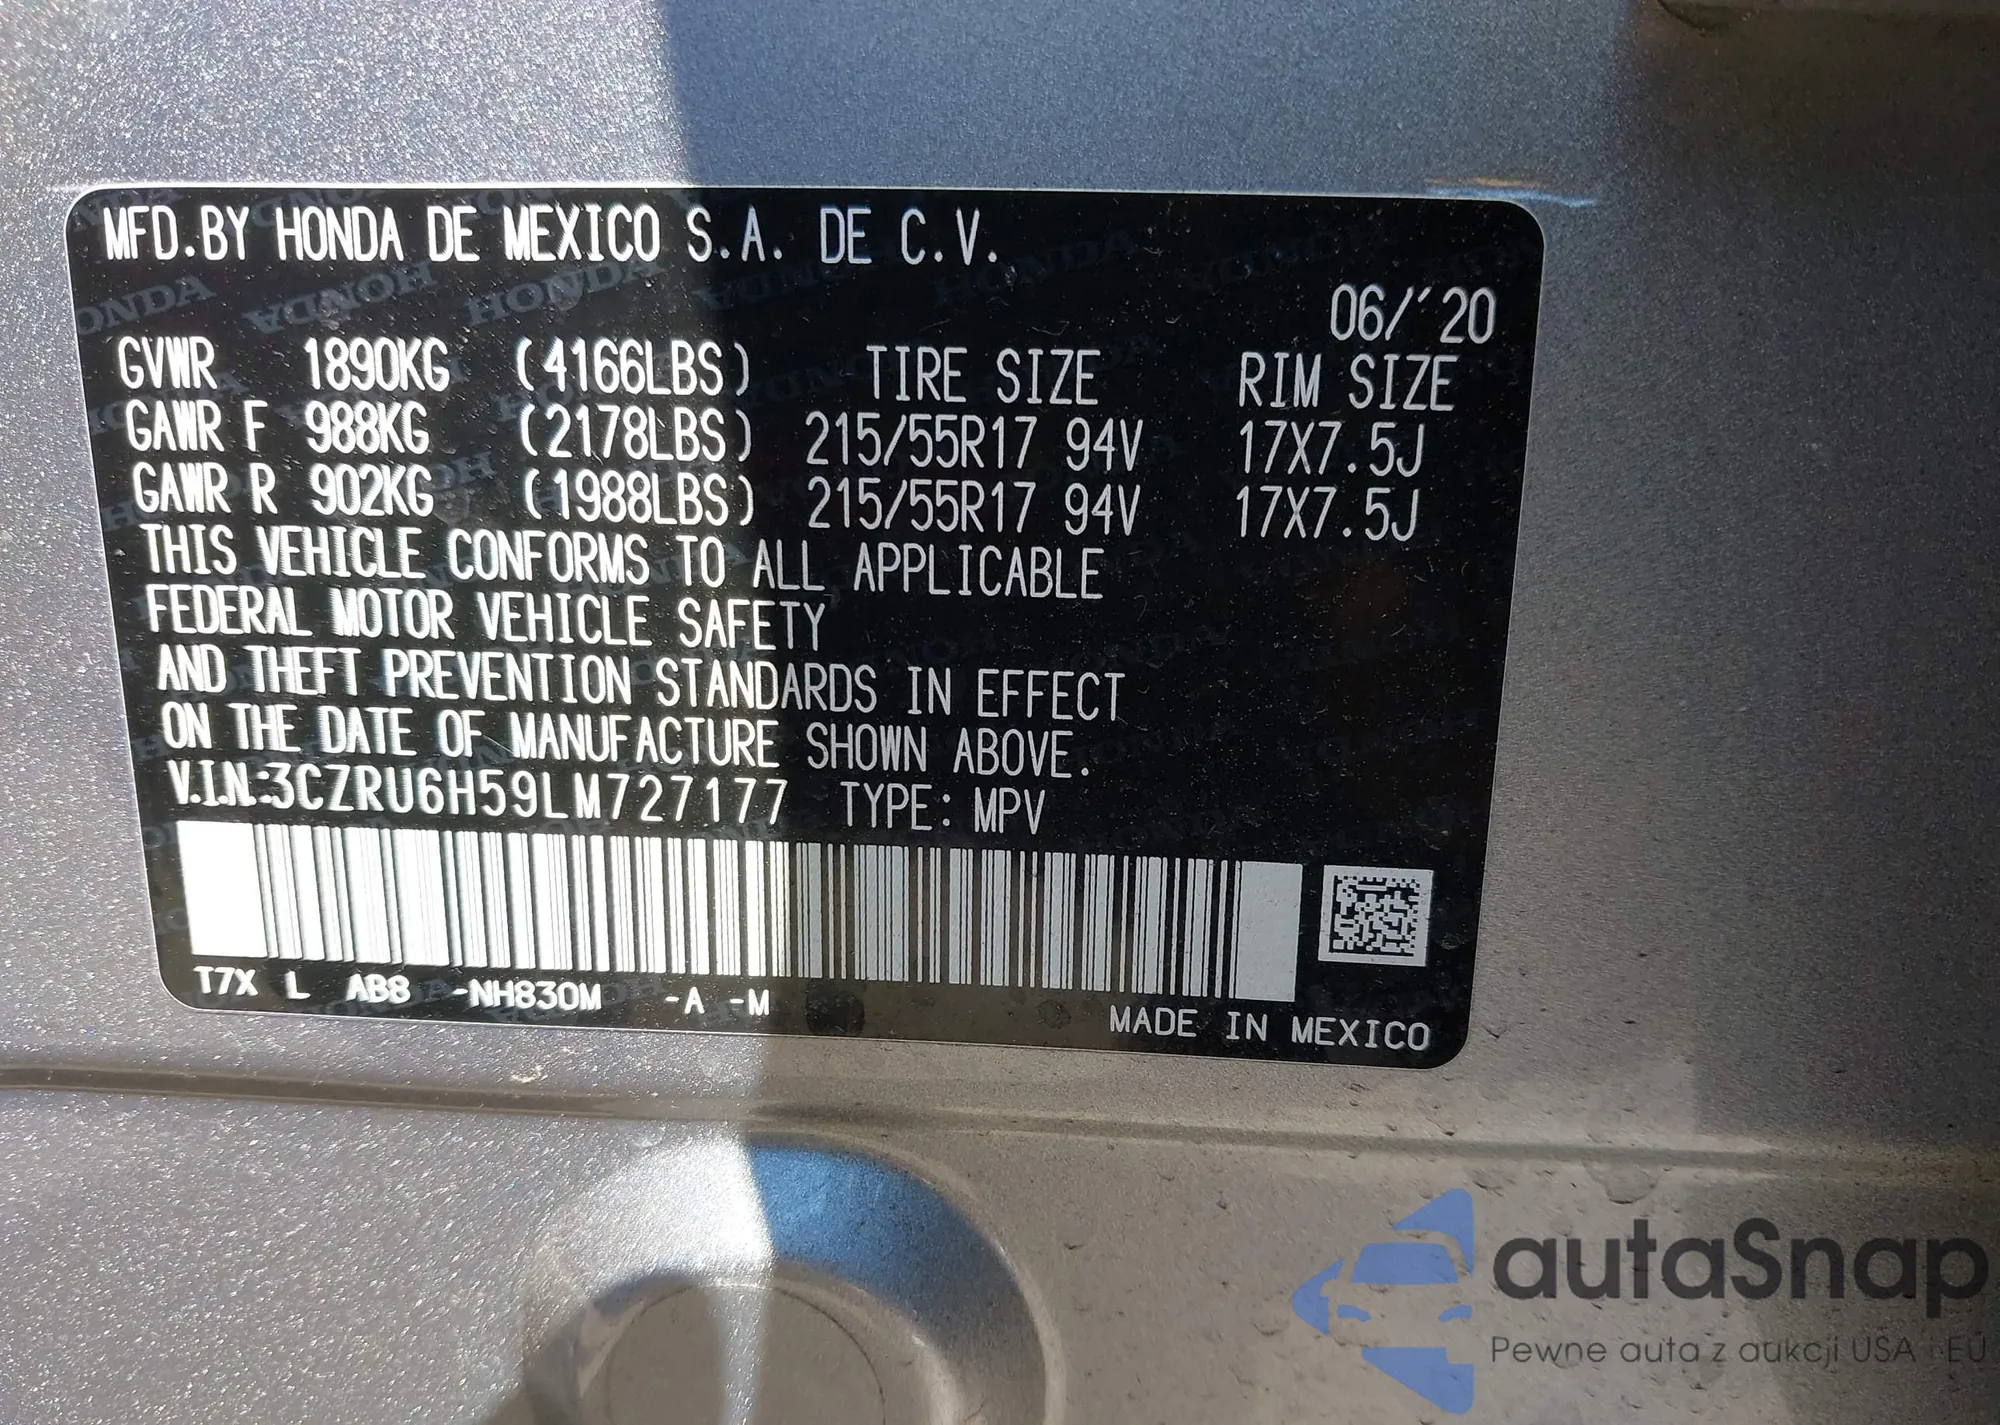 MFD.BY HONDA DE MEXICO S.A. DE C.V.
06/'20
GVWR 1890KG (4166LBS) TIRE SIZE RIM SIZE
GAWR F 988KG (2178LBS) 215/55R17 94V 17X7.5J
GAWR R 902KG (1988LBS) 215/55R17 94V 17X7.5J
THIS VEHICLE CONFORMS TO ALL APPLICABLE
FEDERAL MOTOR VEHICLE SAFETY
AND THEFT PREVENTION STANDARDS IN EFFECT
ON THE DATE OF MANUFACTURE SHOWN ABOVE.
V.I.N.:3CZRU6H59LM727177 TYPE: MPV
T7X L AB8 -NH830M -A -M
MADE IN MEXICO
autaSnap
Pewne auta z aukcji USA i EU